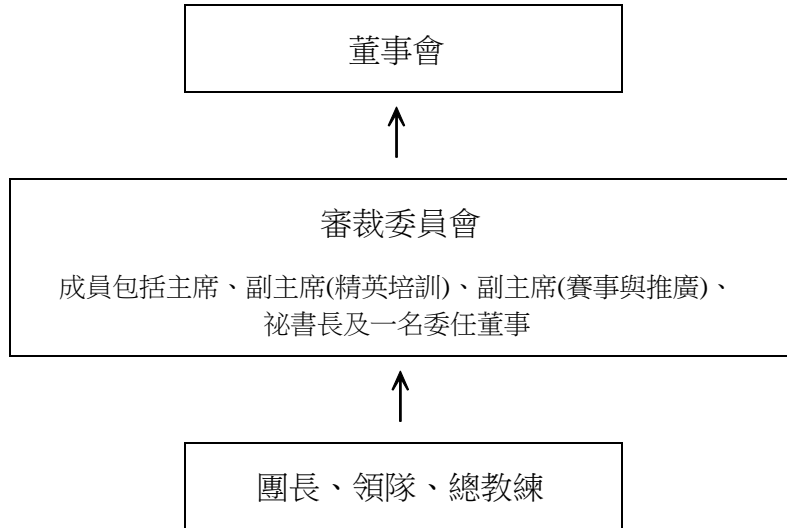 董事會
審裁委員會
成員包括主席、副主席(精英培訓)、副主席(賽事與推廣)、
祕書長及一名委任董事
團長、領隊、總教練